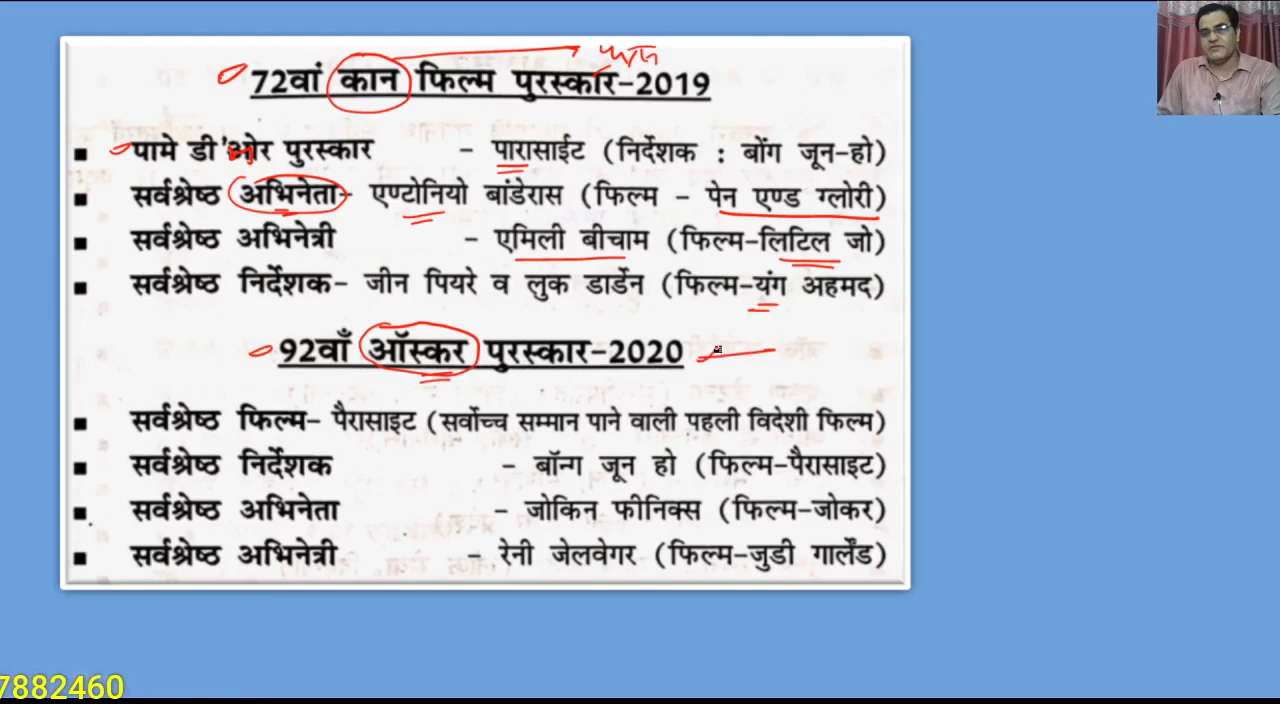 72वां कान फिल्म पुरस्कार-2019
▪ पामे डी'ओर पुरस्कार - पारासाईट (निर्देशक : बोंग जून-हो)
▪ सर्वश्रेष्ठ अभिनेता- एण्टोनियो बांडेरास (फिल्म - पेन एण्ड ग्लोरी)
▪ सर्वश्रेष्ठ अभिनेत्री - एमिली बीचाम (फिल्म-लिटिल जो)
▪ सर्वश्रेष्ठ निर्देशक- जीन पियरे व लुक डार्डेन (फिल्म-यंग अहमद)
92वाँ ऑस्कर पुरस्कार-2020
▪ सर्वश्रेष्ठ फिल्म- पैरासाइट (सर्वोच्च सम्मान पाने वाली पहली विदेशी फिल्म)
▪ सर्वश्रेष्ठ निर्देशक - बॉन्ग जून हो (फिल्म-पैरासाइट)
▪ सर्वश्रेष्ठ अभिनेता - जोकिन फीनिक्स (फिल्म-जोकर)
▪ सर्वश्रेष्ठ अभिनेत्री - रेनी जेलवेगर (फिल्म-जुडी गार्लेंड)
7882460